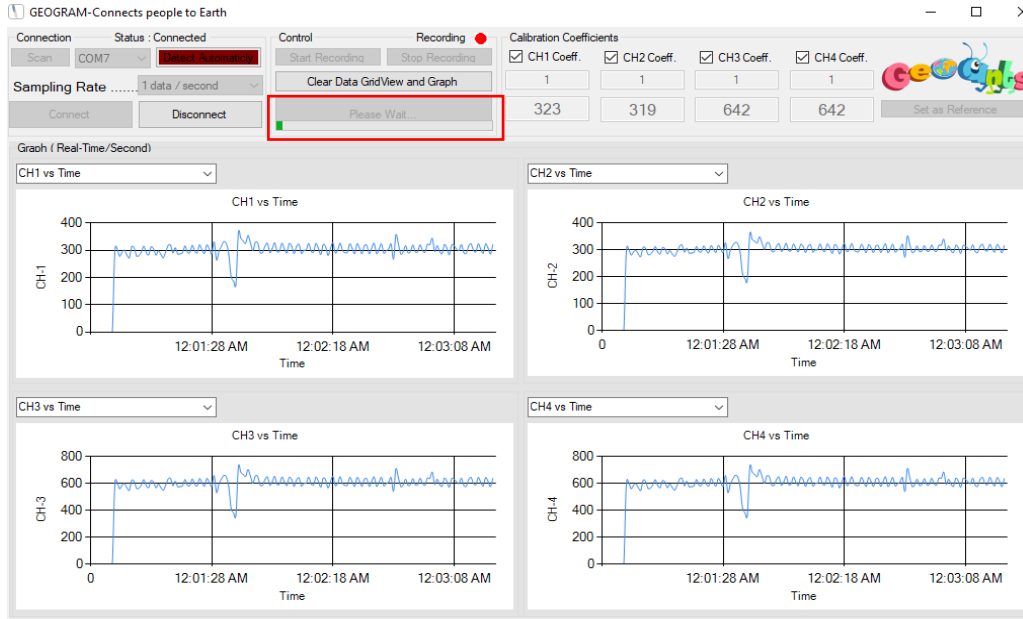 GEOGRAM-Connects people to Earth
Connection Status : Connected
Scan COM7 Detect Automaticly
Sampling Rate ....... 1 data / second
Connect Disconnect
Control Recording
Start Recording Stop Recording
Clear Data GridView and Graph
Please Wait...
Calibration Coefficients
CH1 Coeff. CH2 Coeff. CH3 Coeff. CH4 Coeff.
1 1 1 1
323 319 642 642
Set as Reference
Graph ( Real-Time/Second)
CH1 vs Time
CH1 vs Time
CH-1
400
300
200
100
0
12:01:28 AM 12:02:18 AM 12:03:08 AM
Time
CH2 vs Time
CH2 vs Time
CH-2
400
300
200
100
0
0 12:01:28 AM 12:02:18 AM 12:03:08 AM
Time
CH3 vs Time
CH3 vs Time
CH-3
800
600
400
200
0
0 12:01:28 AM 12:02:18 AM 12:03:08 AM
Time
CH4 vs Time
CH4 vs Time
CH-4
800
600
400
200
0
12:01:28 AM 12:02:18 AM 12:03:08 AM
Time